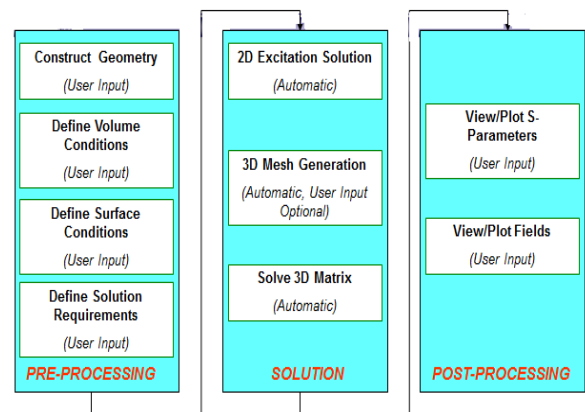 Construct Geometry
(User Input)
Define Volume
Conditions
(User Input)
Define Surface
Conditions
(User Input)
Define Solution
Requirements
(User Input)
PRE-PROCESSING
2D Excitation Solution
(Automatic)
3D Mesh Generation
(Automatic, User Input
Optional)
Solve 3D Matrix
(Automatic)
SOLUTION
View/Plot S-
Parameters
(User Input)
View/Plot Fields
(User Input)
POST-PROCESSING